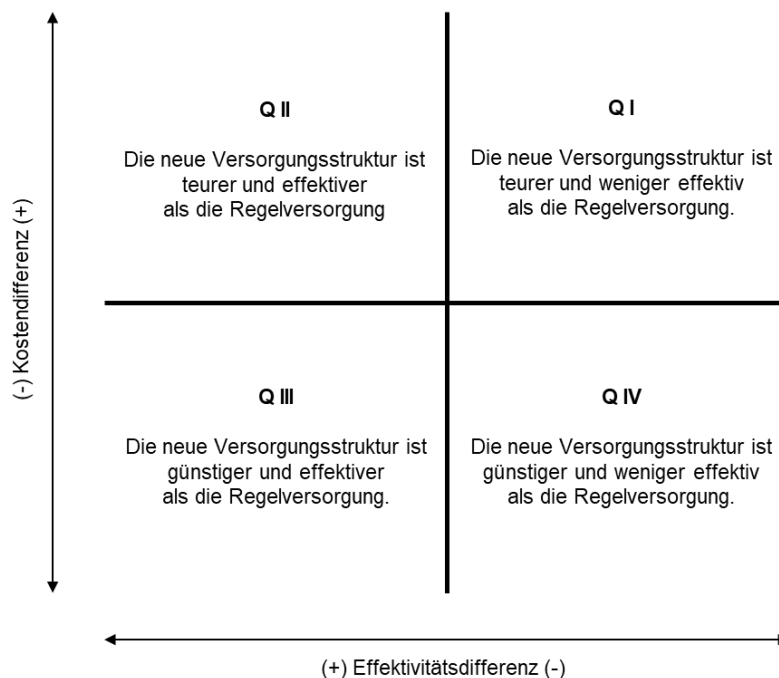 Q II
Die neue Versorgungsstruktur ist
teurer und effektiver
als die Regelversorgung
Q I
Die neue Versorgungsstruktur ist
teurer und weniger effektiv
als die Regelversorgung.
(-) Kostendifferenz (+)
Q III
Die neue Versorgungsstruktur ist
günstiger und effektiver
als die Regelversorgung.
Q IV
Die neue Versorgungsstruktur ist
günstiger und weniger effektiv
als die Regelversorgung.
(+) Effektivitätsdifferenz (-)